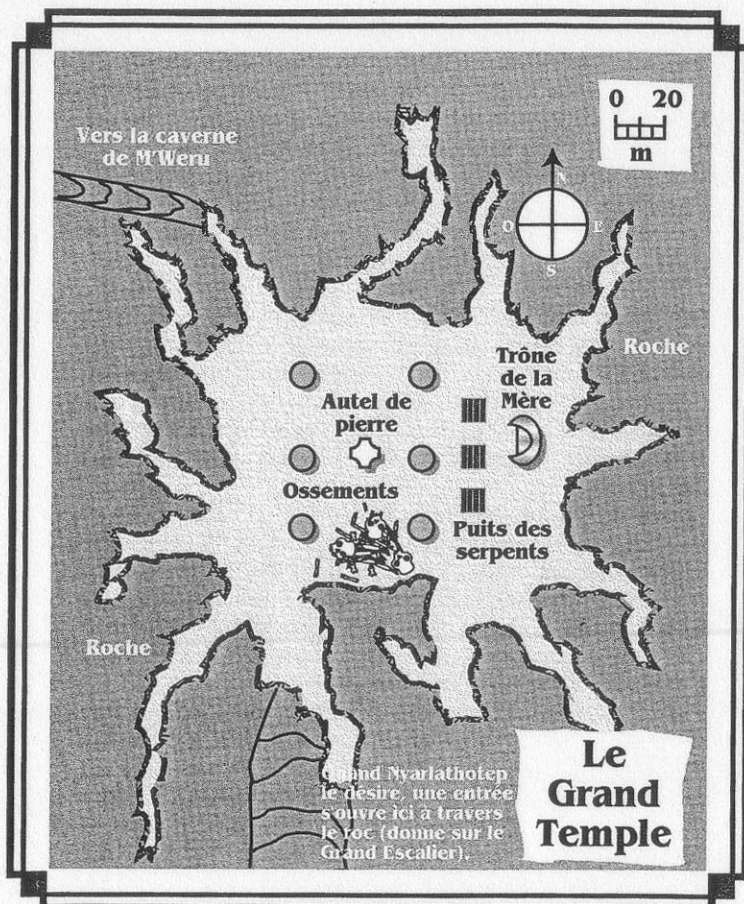 0 20
m
Vers la caverne
de M'Weru
N
O E
S
Roche
Trône
de la
Mère
Autel de
pierre
Ossements
Puits des
serpents
Roche
Quand Nyarlathotep
le désire, une entrée
s'ouvre ici à travers
le roc (donne sur le
Grand Escalier).
Le
Grand
Temple